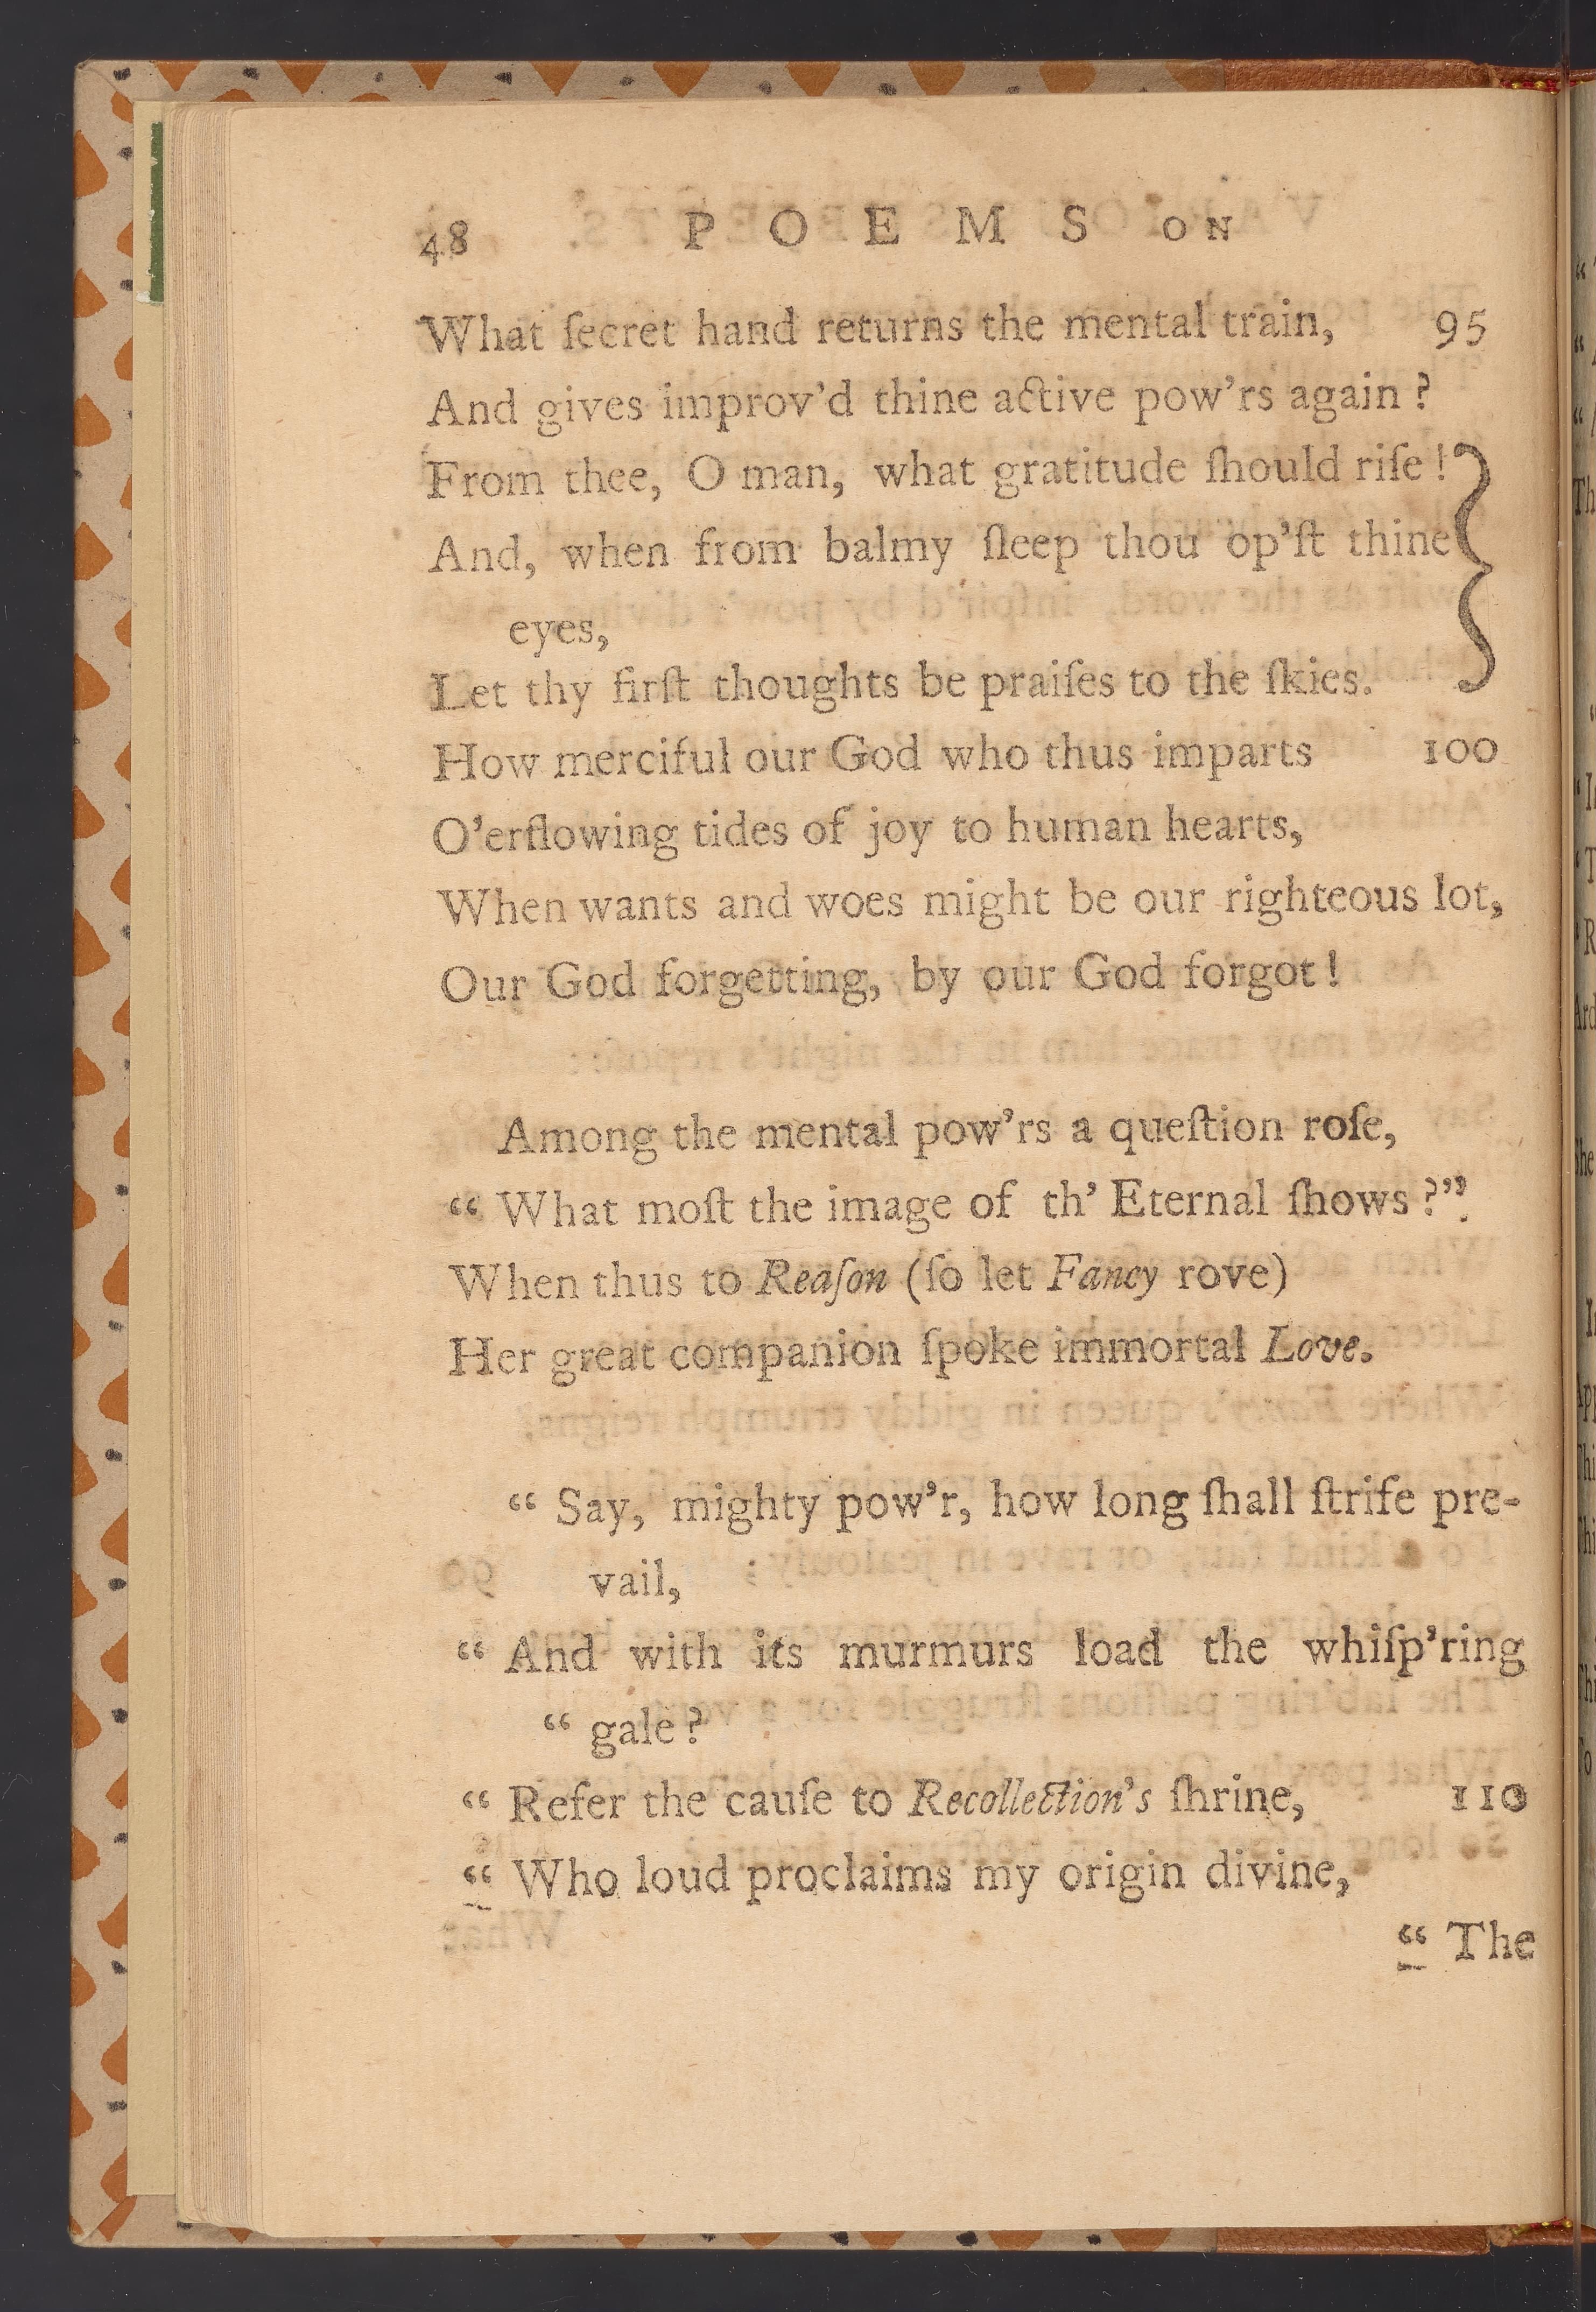 48 POEMS ON
What ſecret hand returns the mental train, 95
And gives improv'd thine active pow'rs again?
From thee, O man, what gratitude ſhould riſe!
And, when from balmy ſleep thou op'ſt thine
eyes,
Let thy firſt thoughts be praiſes to the ſkies.
How merciful our God who thus imparts 100
O'erflowing tides of joy to human hearts,
When wants and woes might be our righteous lot,
Our God forgetting, by our God forgot!
Among the mental pow'rs a queſtion roſe,
“ What moſt the image of th' Eternal ſhows?”
When thus to Reaſon (ſo let Fancy rove)
Her great companion ſpoke immortal Love.
“ Say, mighty pow'r, how long ſhall ſtrife pre-
vail,
“ And with its murmurs load the whiſp'ring
“ gale?
“ Refer the cauſe to Recollection's ſhrine, 110
“ Who loud proclaims my origin divine,
“ The